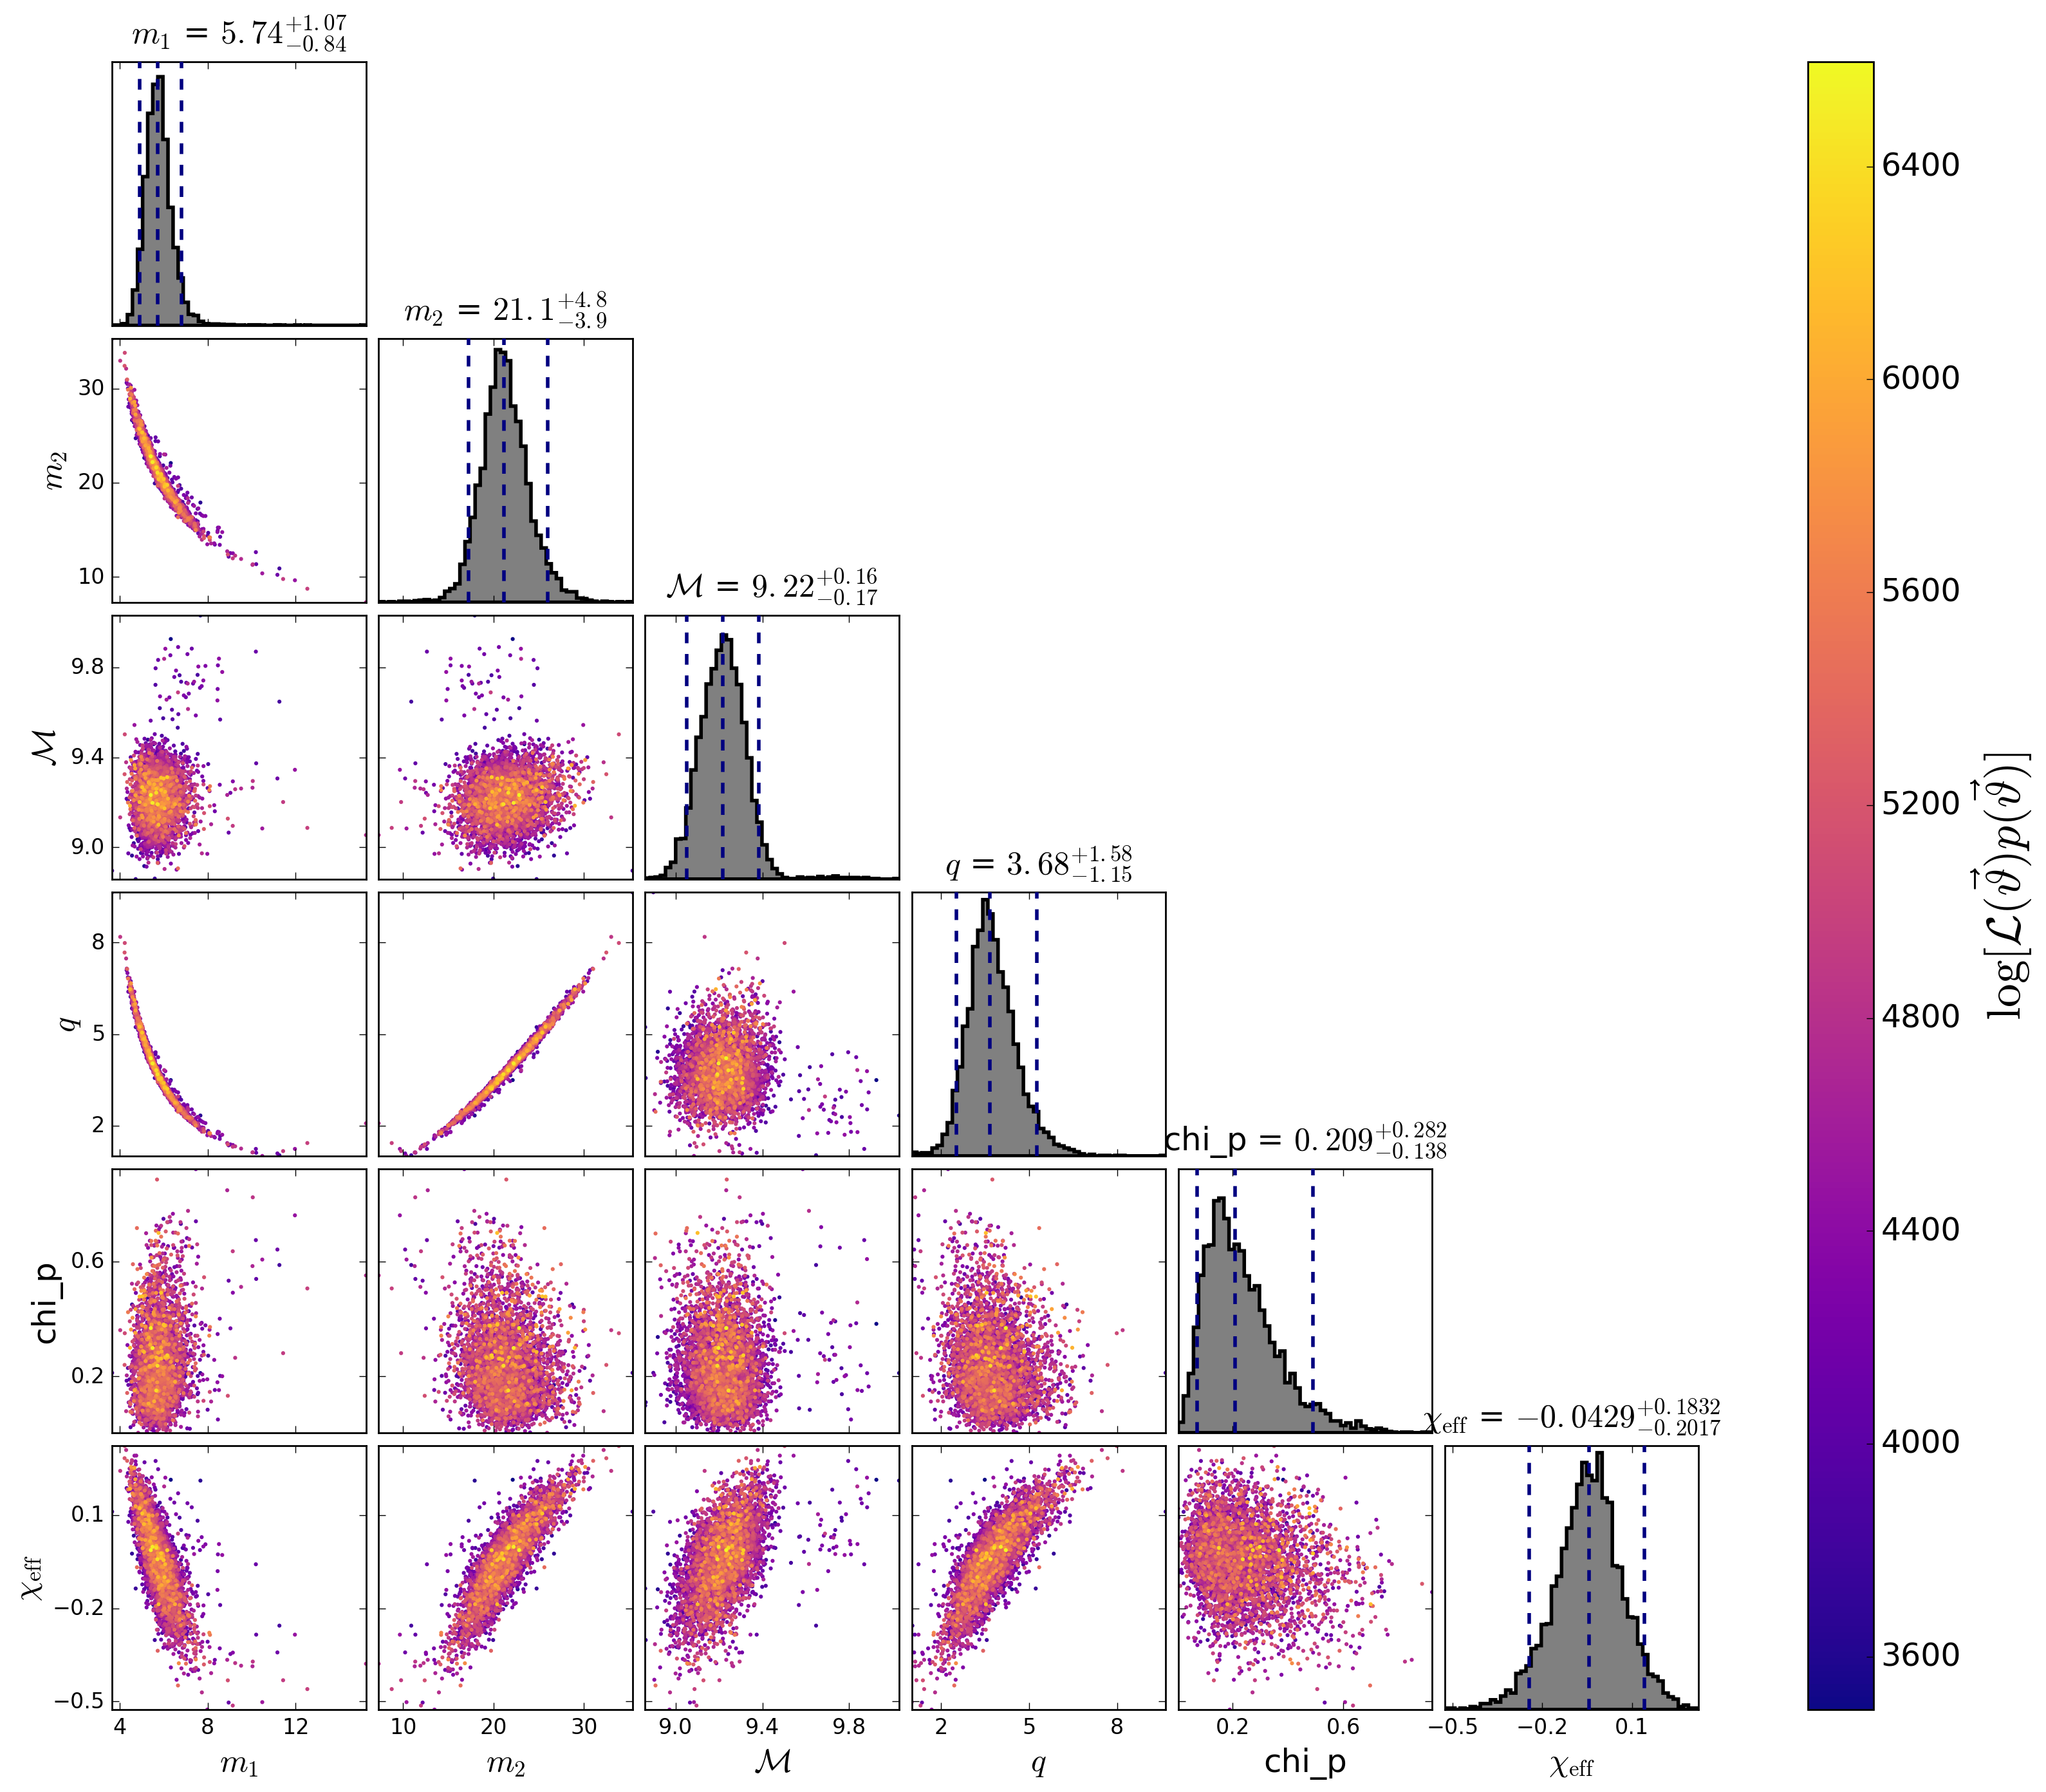 m₁ = 5.74 +1.07 −0.84
m₂ = 21.1 +4.8 −3.9
ℳ = 9.22 +0.16 −0.17
q = 3.68 +1.58 −1.15
chi_p = 0.209 +0.282 −0.138
χeff = −0.0429 +0.1832 −0.2017
m₂
30
20
10
ℳ
9.8
9.4
9.0
q
8
5
2
chi_p
0.6
0.2
χeff
0.1
−0.2
−0.5
4 8 12
10 20 30
9.0 9.4 9.8
2 5 8
0.2 0.6
−0.5 −0.2 0.1
m₁
m₂
ℳ
q
chi_p
χeff
6400
6000
5600
5200
4800
4400
4000
3600
log[ℒ(ϑ⃗)p(ϑ⃗)]